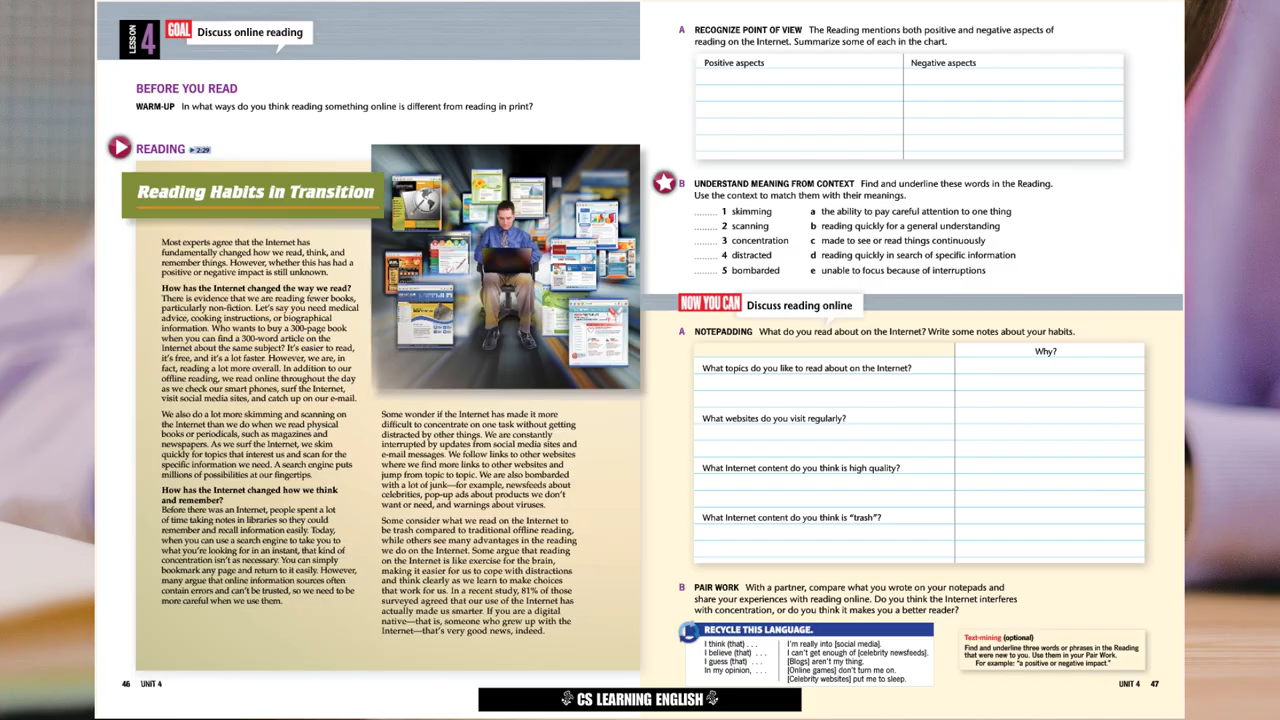 LESSON
4
GOAL
Discuss online reading
BEFORE YOU READ
WARM-UP In what ways do you think reading something online is different from reading in print?
READING 2:29
Reading Habits in Transition
Most experts agree that the Internet has
fundamentally changed how we read, think, and
remember things. However, whether this has had a
positive or negative impact is still unknown.
How has the Internet changed the way we read?
There is evidence that we are reading fewer books,
particularly non-fiction. Let's say you need medical
advice, cooking instructions, or biographical
information. Who wants to buy a 300-page book
when you can find a 300-word article on the
Internet about the same subject? It's easier to read,
it's free, and it's a lot faster. However, we are, in
fact, reading a lot more overall. In addition to our
offline reading, we read online throughout the day
as we check our smart phones, surf the Internet,
visit social media sites, and catch up on our e-mail.
We also do a lot more skimming and scanning on
the Internet than we do when we read physical
books or periodicals, such as magazines and
newspapers. As we surf the Internet, we skim
quickly for topics that interest us and scan for the
specific information we need. A search engine puts
millions of possibilities at our fingertips.
How has the Internet changed how we think
and remember?
Before there was an Internet, people spent a lot
of time taking notes in libraries so they could
remember and recall information easily. Today,
when you can use a search engine to take you to
what you're looking for in an instant, that kind of
concentration isn't as necessary. You can simply
bookmark any page and return to it easily. However,
many argue that online information sources often
contain errors and can't be trusted, so we need to be
more careful when we use them.
Some wonder if the Internet has made it more
difficult to concentrate on one task without getting
distracted by other things. We are constantly
interrupted by updates from social media sites and
e-mail messages. We follow links to other websites
where we find more links to other websites and
jump from topic to topic. We are also bombarded
with a lot of junk—for example, newsfeeds about
celebrities, pop-up ads about products we don't
want or need, and warnings about viruses.
Some consider what we read on the Internet to
be trash compared to traditional offline reading,
while others see many advantages in the reading
we do on the Internet. Some argue that reading
on the Internet is like exercise for the brain,
making it easier for us to cope with distractions
and think clearly as we learn to make choices
that work for us. In a recent study, 81% of those
surveyed agreed that our use of the Internet has
actually made us smarter. If you are a digital
native—that is, someone who grew up with the
Internet—that's very good news, indeed.
46 UNIT 4
A RECOGNIZE POINT OF VIEW The Reading mentions both positive and negative aspects of
reading on the Internet. Summarize some of each in the chart.
Positive aspects Negative aspects
B UNDERSTAND MEANING FROM CONTEXT Find and underline these words in the Reading.
Use the context to match them with their meanings.
........ 1 skimming a the ability to pay careful attention to one thing
........ 2 scanning b reading quickly for a general understanding
........ 3 concentration c made to see or read things continuously
........ 4 distracted d reading quickly in search of specific information
........ 5 bombarded e unable to focus because of interruptions
NOW YOU CAN Discuss reading online
A NOTEPADDING What do you read about on the Internet? Write some notes about your habits.
Why?
What topics do you like to read about on the Internet?
What websites do you visit regularly?
What Internet content do you think is high quality?
What Internet content do you think is "trash"?
B PAIR WORK With a partner, compare what you wrote on your notepads and
share your experiences with reading online. Do you think the Internet interferes
with concentration, or do you think it makes you a better reader?
RECYCLE THIS LANGUAGE.
I think (that) . . . I'm really into [social media].
I believe (that) . . . I can't get enough of [celebrity newsfeeds].
I guess (that) . . . [Blogs] aren't my thing.
In my opinion, . . . [Online games] don't turn me on.
[Celebrity websites] put me to sleep.
Text-mining (optional)
Find and underline three words or phrases in the Reading
that were new to you. Use them in your Pair Work.
For example: "a positive or negative impact."
UNIT 4 47
CS LEARNING ENGLISH